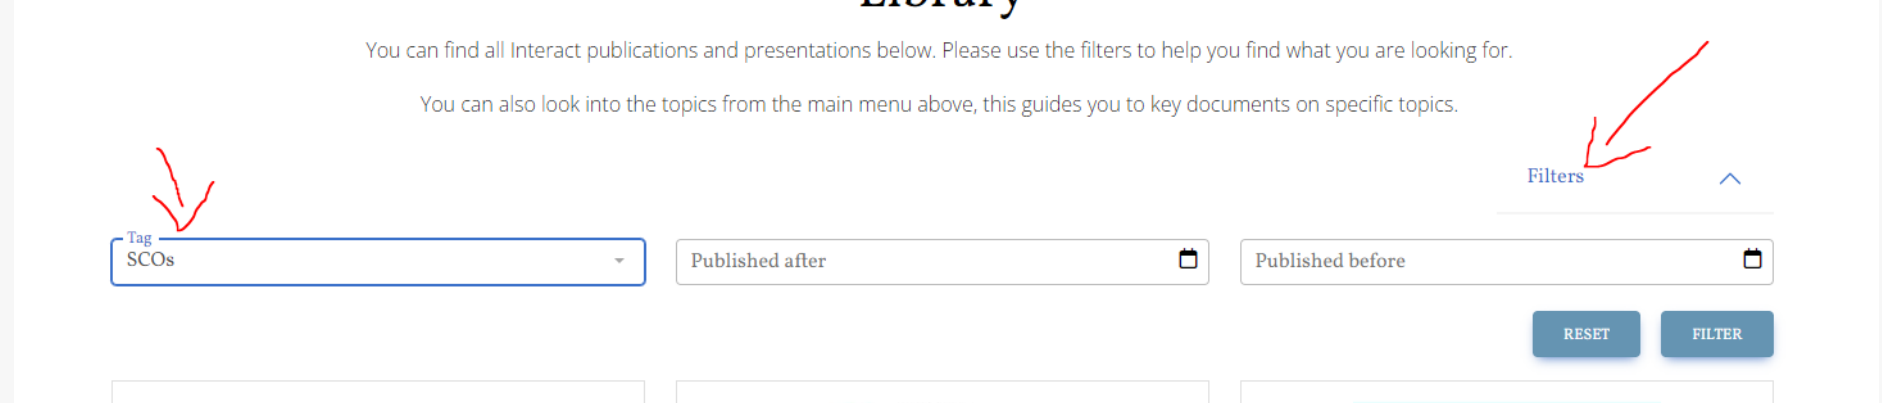 Library
You can find all Interact publications and presentations below. Please use the filters to help you find what you are looking for.
You can also look into the topics from the main menu above, this guides you to key documents on specific topics.
Filters
Tag
SCOs
Published after
Published before
RESET
FILTER